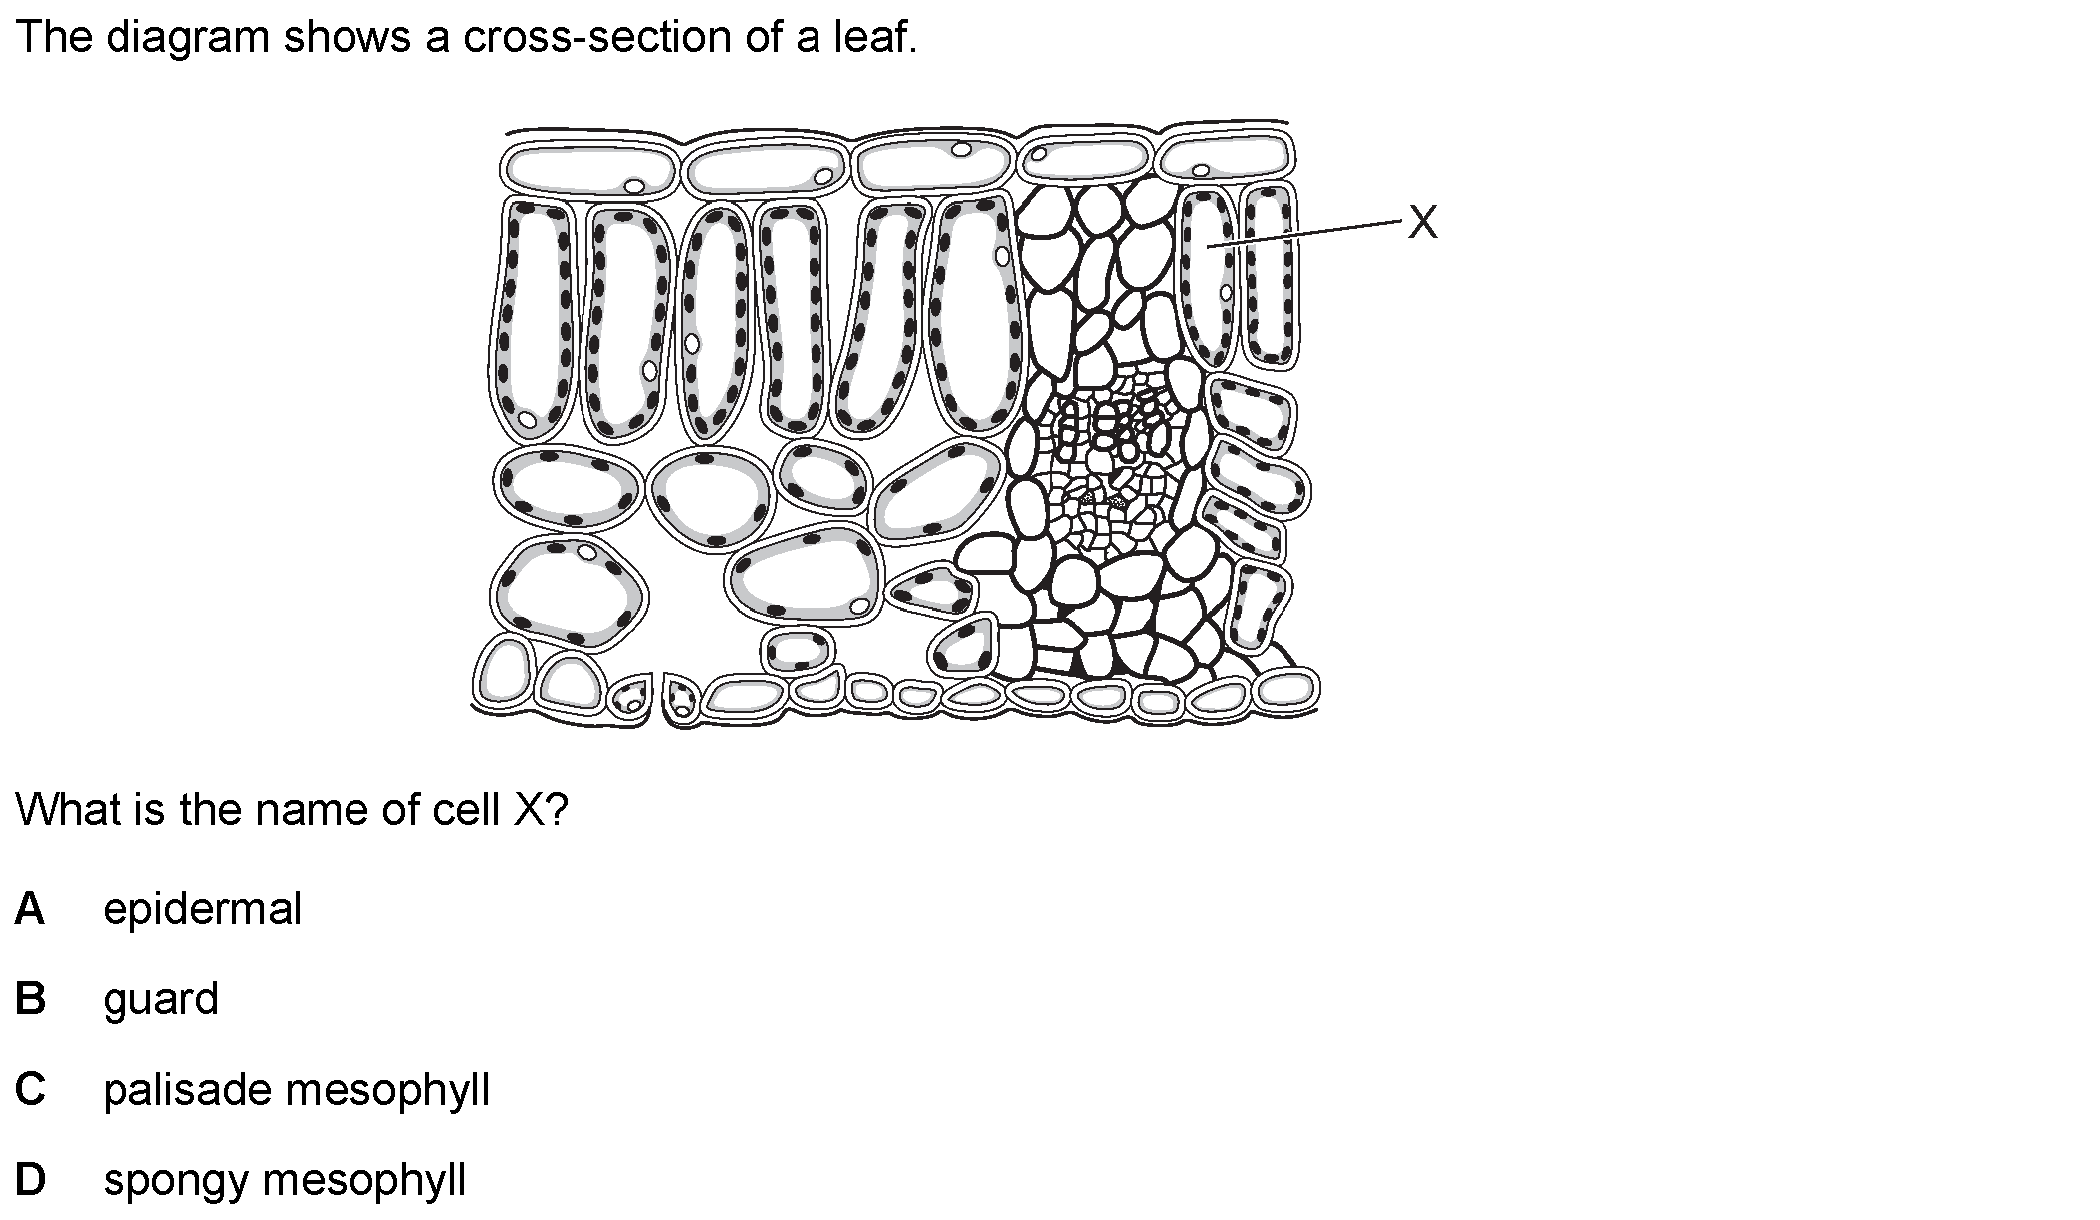 The diagram shows a cross-section of a leaf.
X
What is the name of cell X?
A epidermal
B guard
C palisade mesophyll
D spongy mesophyll